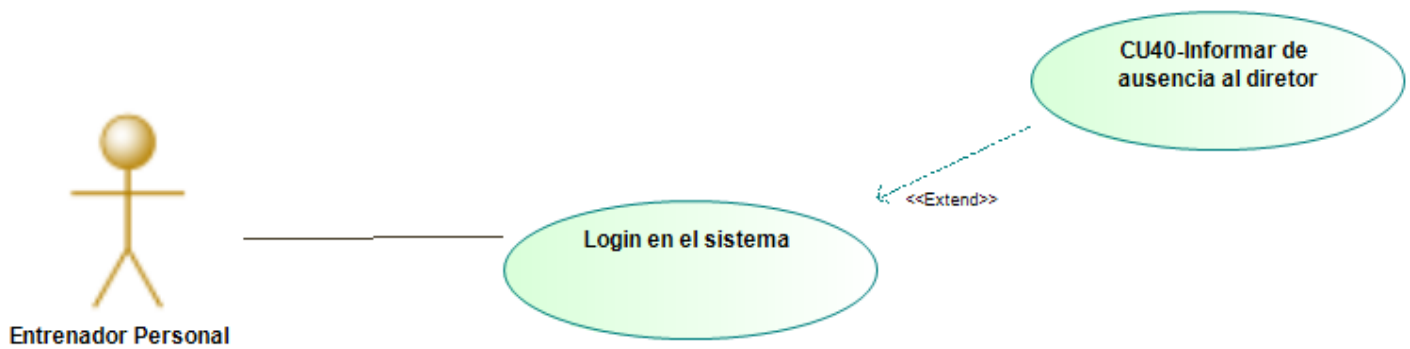 CU40-Informar de
ausencia al diretor
<<Extend>>
Login en el sistema
Entrenador Personal